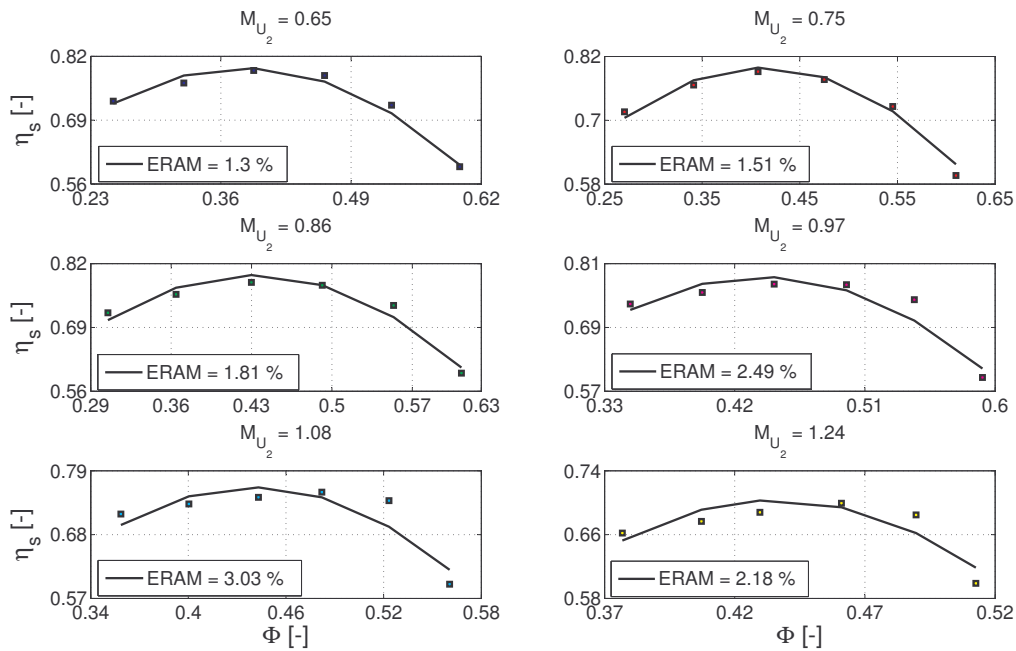 M_U_2 = 0.65
0.82
0.69
0.56
η_s [-]
ERAM = 1.3 %
0.23 0.36 0.49 0.62
M_U_2 = 0.75
0.82
0.7
0.58
ERAM = 1.51 %
0.25 0.35 0.45 0.55 0.65
M_U_2 = 0.86
0.82
0.69
0.56
η_s [-]
ERAM = 1.81 %
0.29 0.36 0.43 0.5 0.57 0.63
M_U_2 = 0.97
0.81
0.69
0.57
ERAM = 2.49 %
0.33 0.42 0.51 0.6
M_U_2 = 1.08
0.79
0.68
0.57
η_s [-]
ERAM = 3.03 %
0.34 0.4 0.46 0.52 0.58
Φ [-]
M_U_2 = 1.24
0.74
0.66
0.58
ERAM = 2.18 %
0.37 0.42 0.47 0.52
Φ [-]